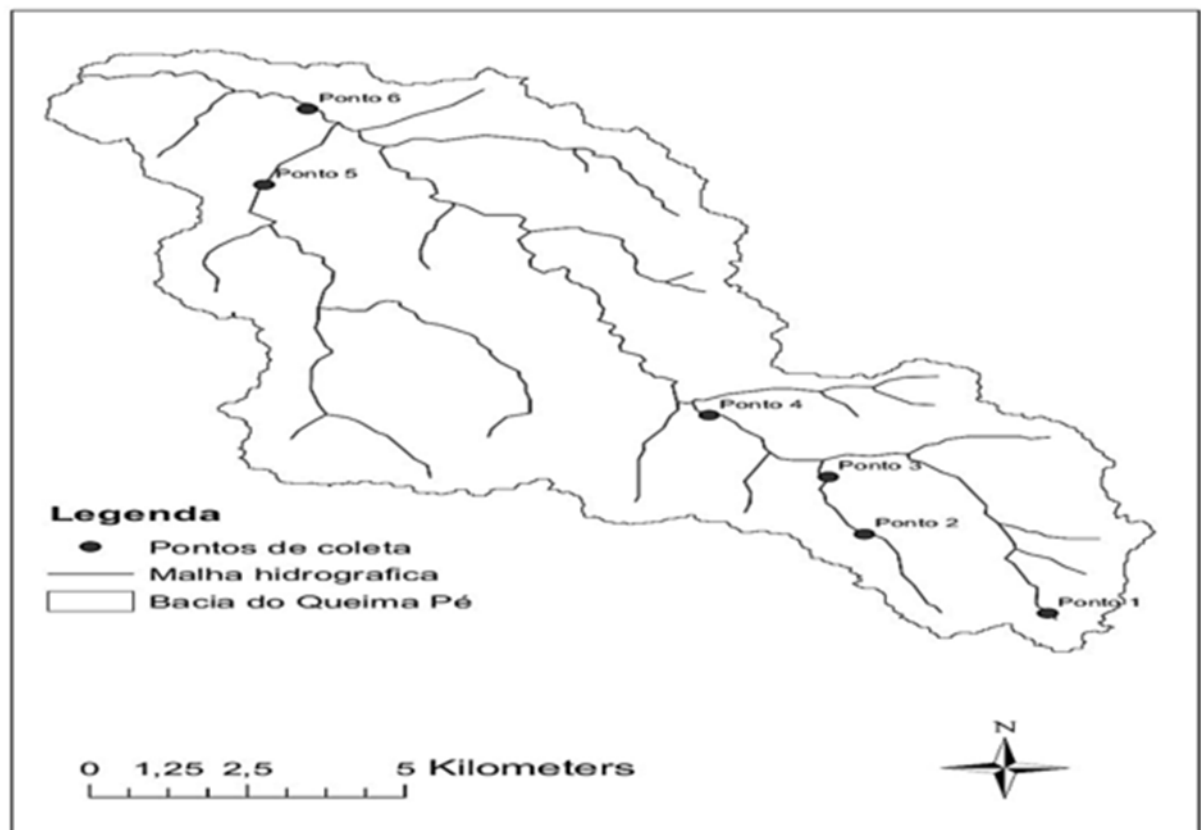 Ponto 6
Ponto 5
Ponto 4
Ponto 3
Ponto 2
Ponto 1
Legenda
Pontos de coleta
Malha hidrografica
Bacia do Queima Pé
N
0 1,25 2,5 5 Kilometers